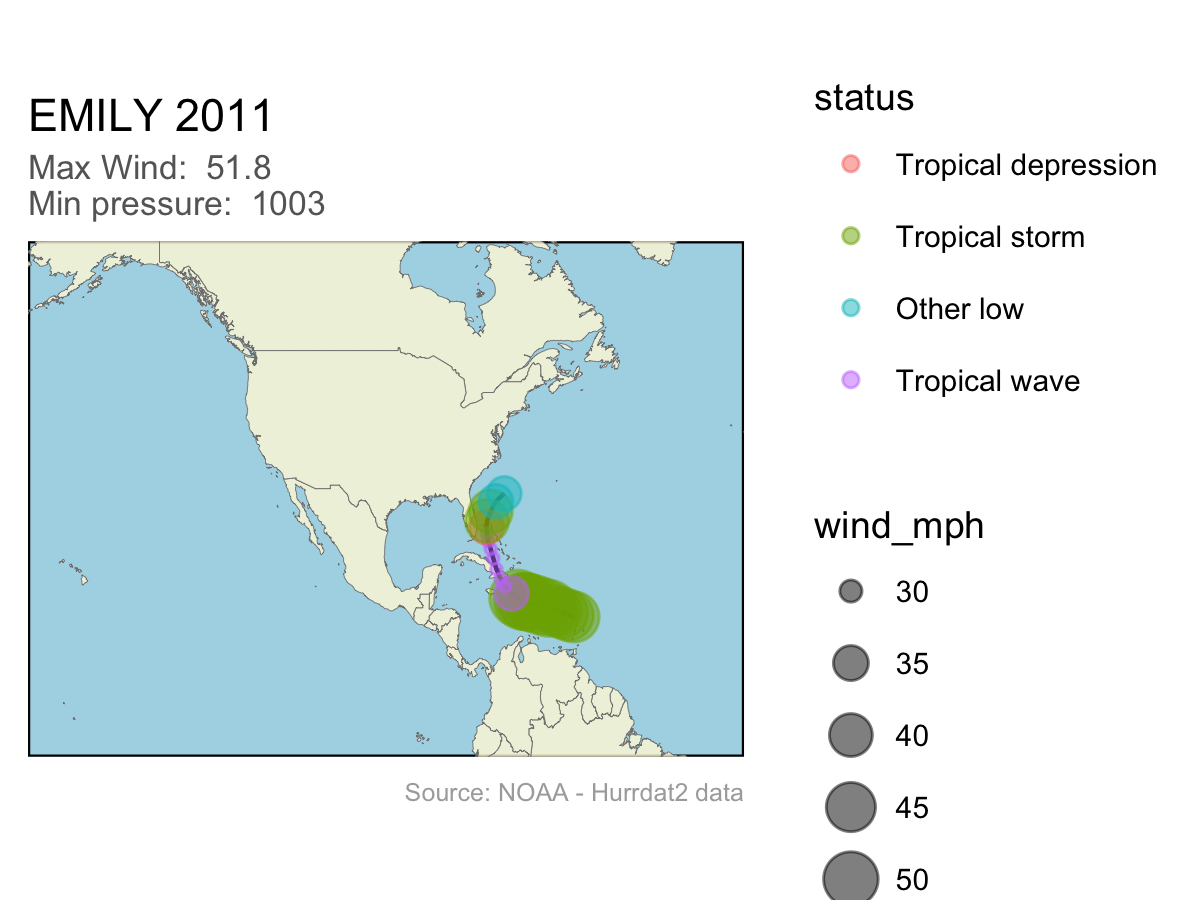 EMILY 2011
Max Wind:  51.8
Min pressure:  1003
Source: NOAA - Hurrdat2 data
status
Tropical depression
Tropical storm
Other low
Tropical wave
wind_mph
30
35
40
45
50